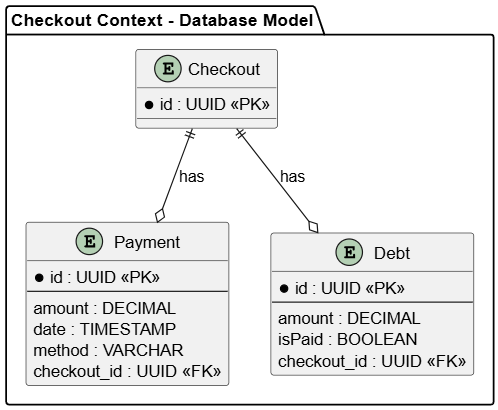 Checkout Context - Database Model
E Checkout
id : UUID «PK»
has
has
E Payment
id : UUID «PK»
amount : DECIMAL
date : TIMESTAMP
method : VARCHAR
checkout_id : UUID «FK»
E Debt
id : UUID «PK»
amount : DECIMAL
isPaid : BOOLEAN
checkout_id : UUID «FK»